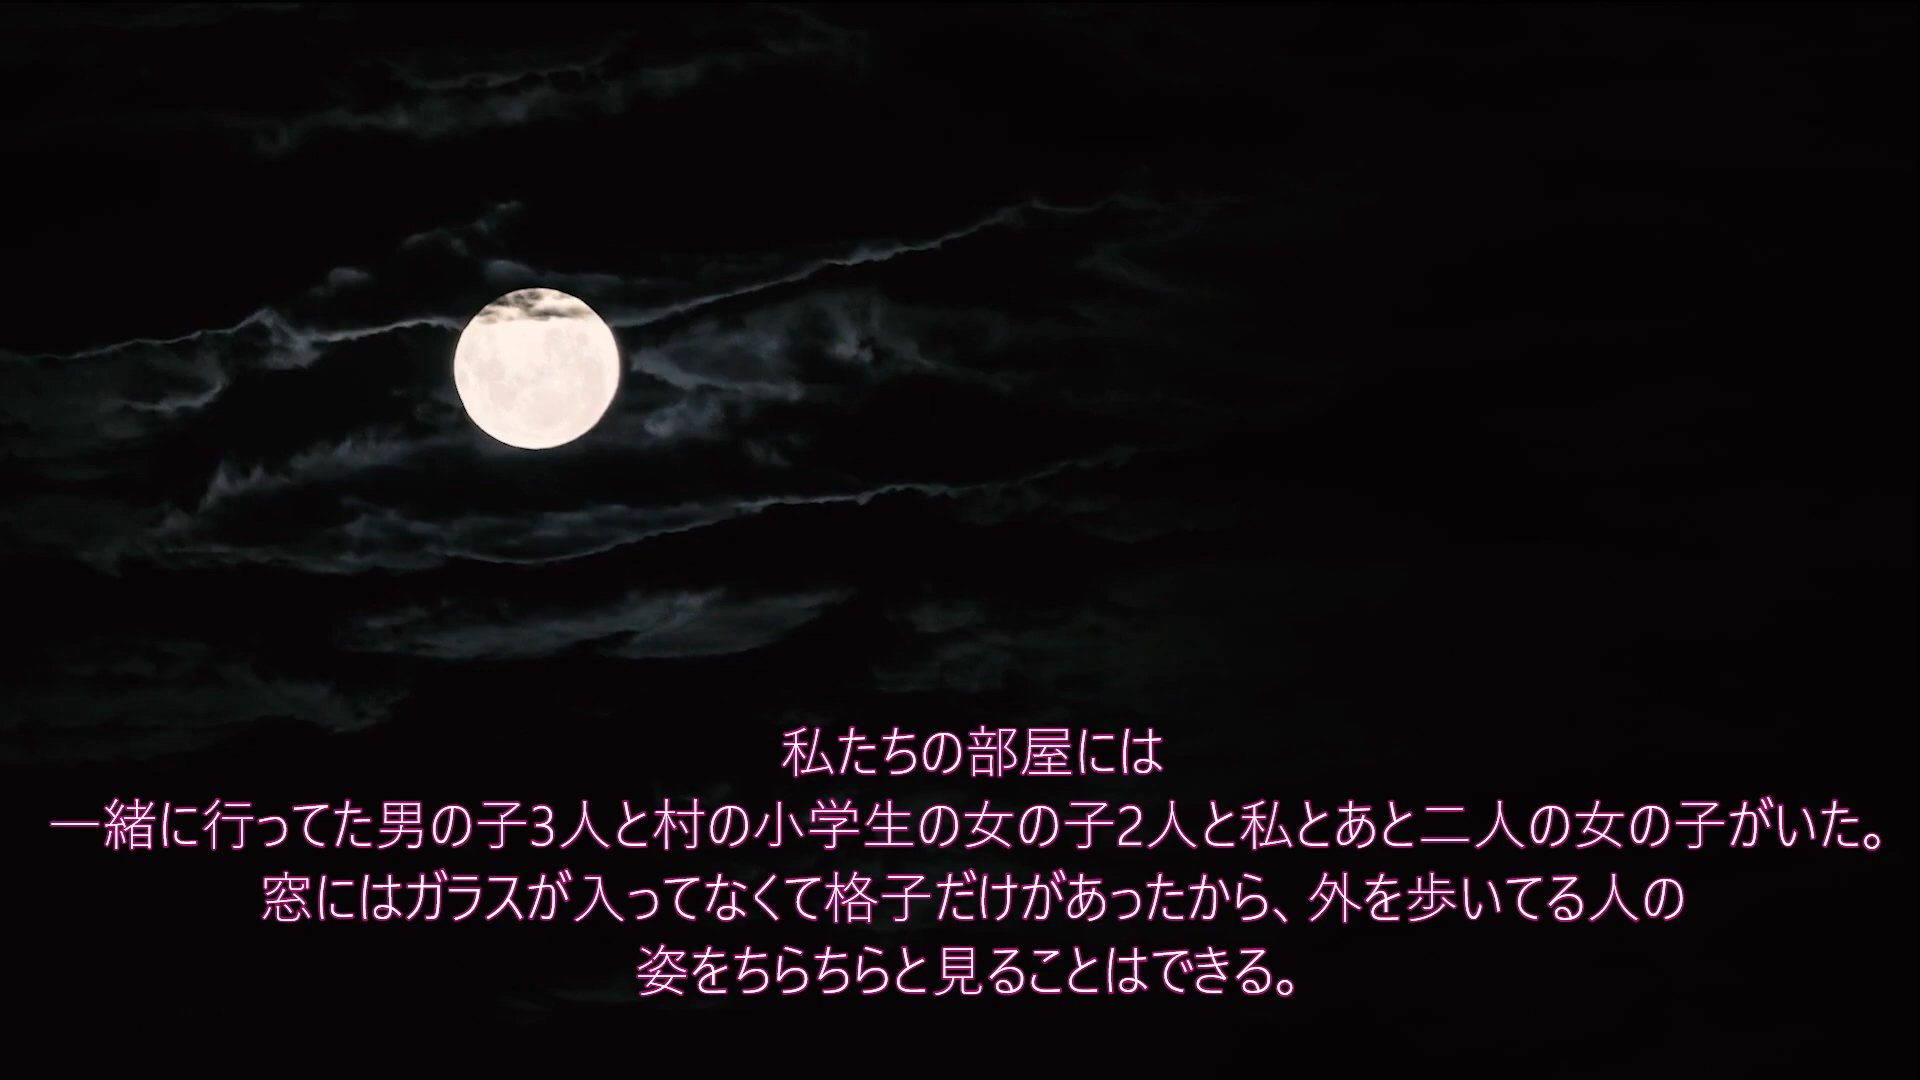 私たちの部屋には
一緒に行ってた男の子3人と村の小学生の女の子2人と私とあと二人の女の子がいた。
窓にはガラスが入ってなくて格子だけがあったから、外を歩いてる人の
姿をちらちらと見ることはできる。